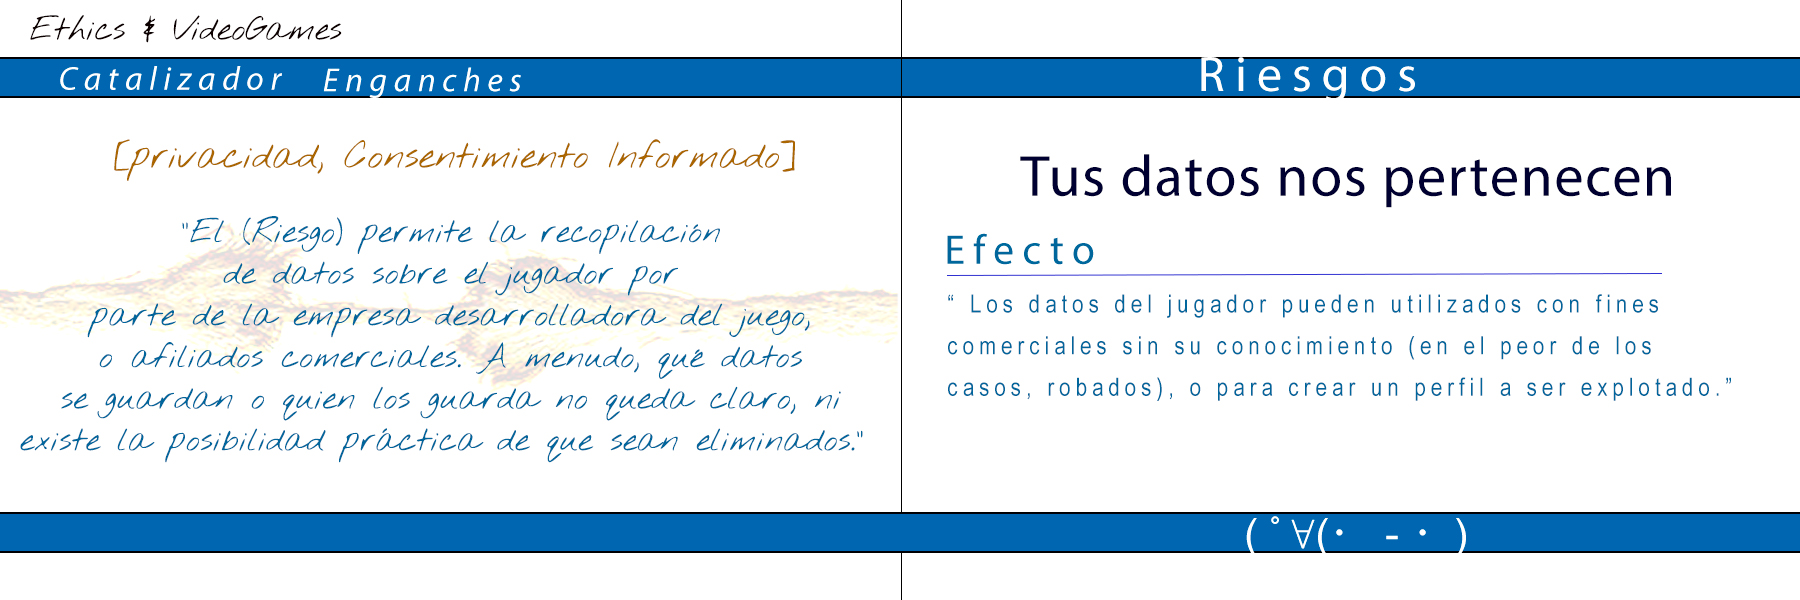 Ethics & VideoGames
Catalizador Enganches
[privacidad, Consentimiento Informado]
"El (Riesgo) permite la recopilación
de datos sobre el jugador por
parte de la empresa desarrolladora del juego,
o afiliados comerciales. A menudo, qué datos
se guardan o quien los guarda no queda claro, ni
existe la posibilidad práctica de que sean eliminados."
Riesgos
Tus datos nos pertenecen
Efecto
“ Los datos del jugador pueden utilizados con fines
comerciales sin su conocimiento (en el peor de los
casos, robados), o para crear un perfil a ser explotado.”
( ﾟ∀(・ - ・ )